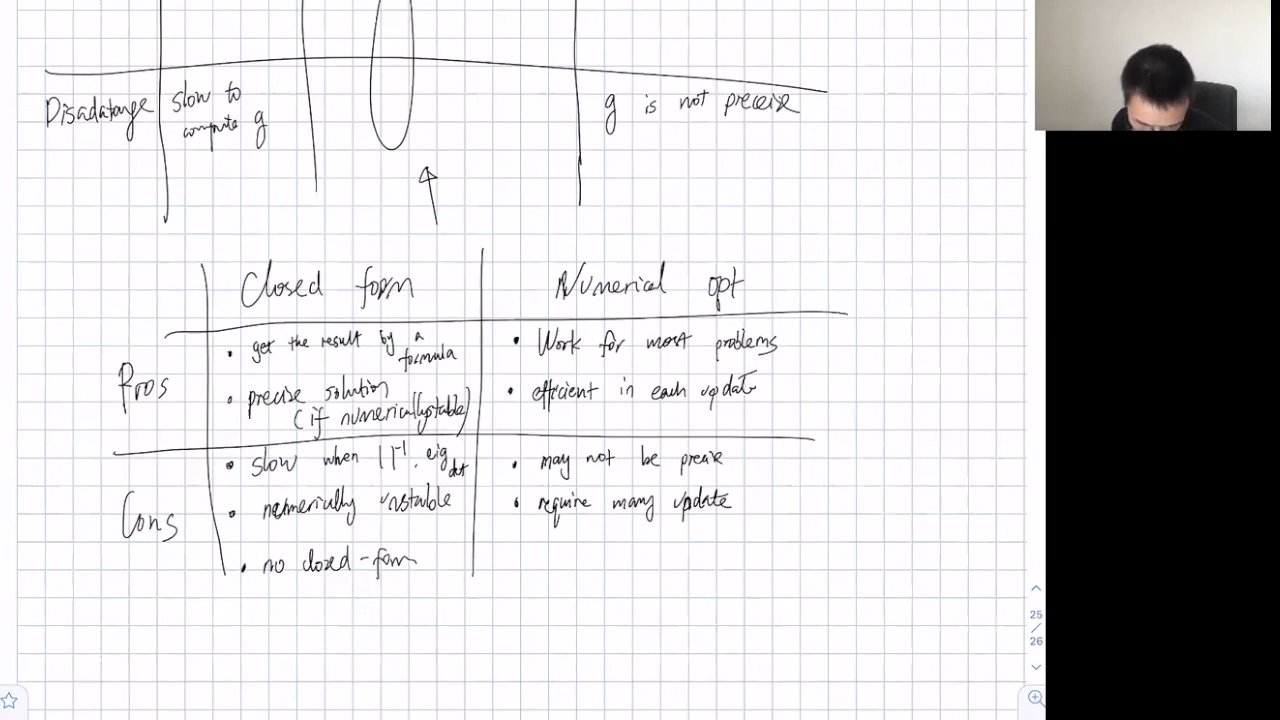 Disadatange
slow to
compute g
g is not precise
Closed form
Numerical opt
Pros
• get the result by a
formula
• precise solution
(if numerically stable)
• Work for most problems
• efficient in each update
Cons
• slow when | |⁻¹, eig
det
• numerically unstable
• no closed-form
• may not be precise
• require many update
25
/
26